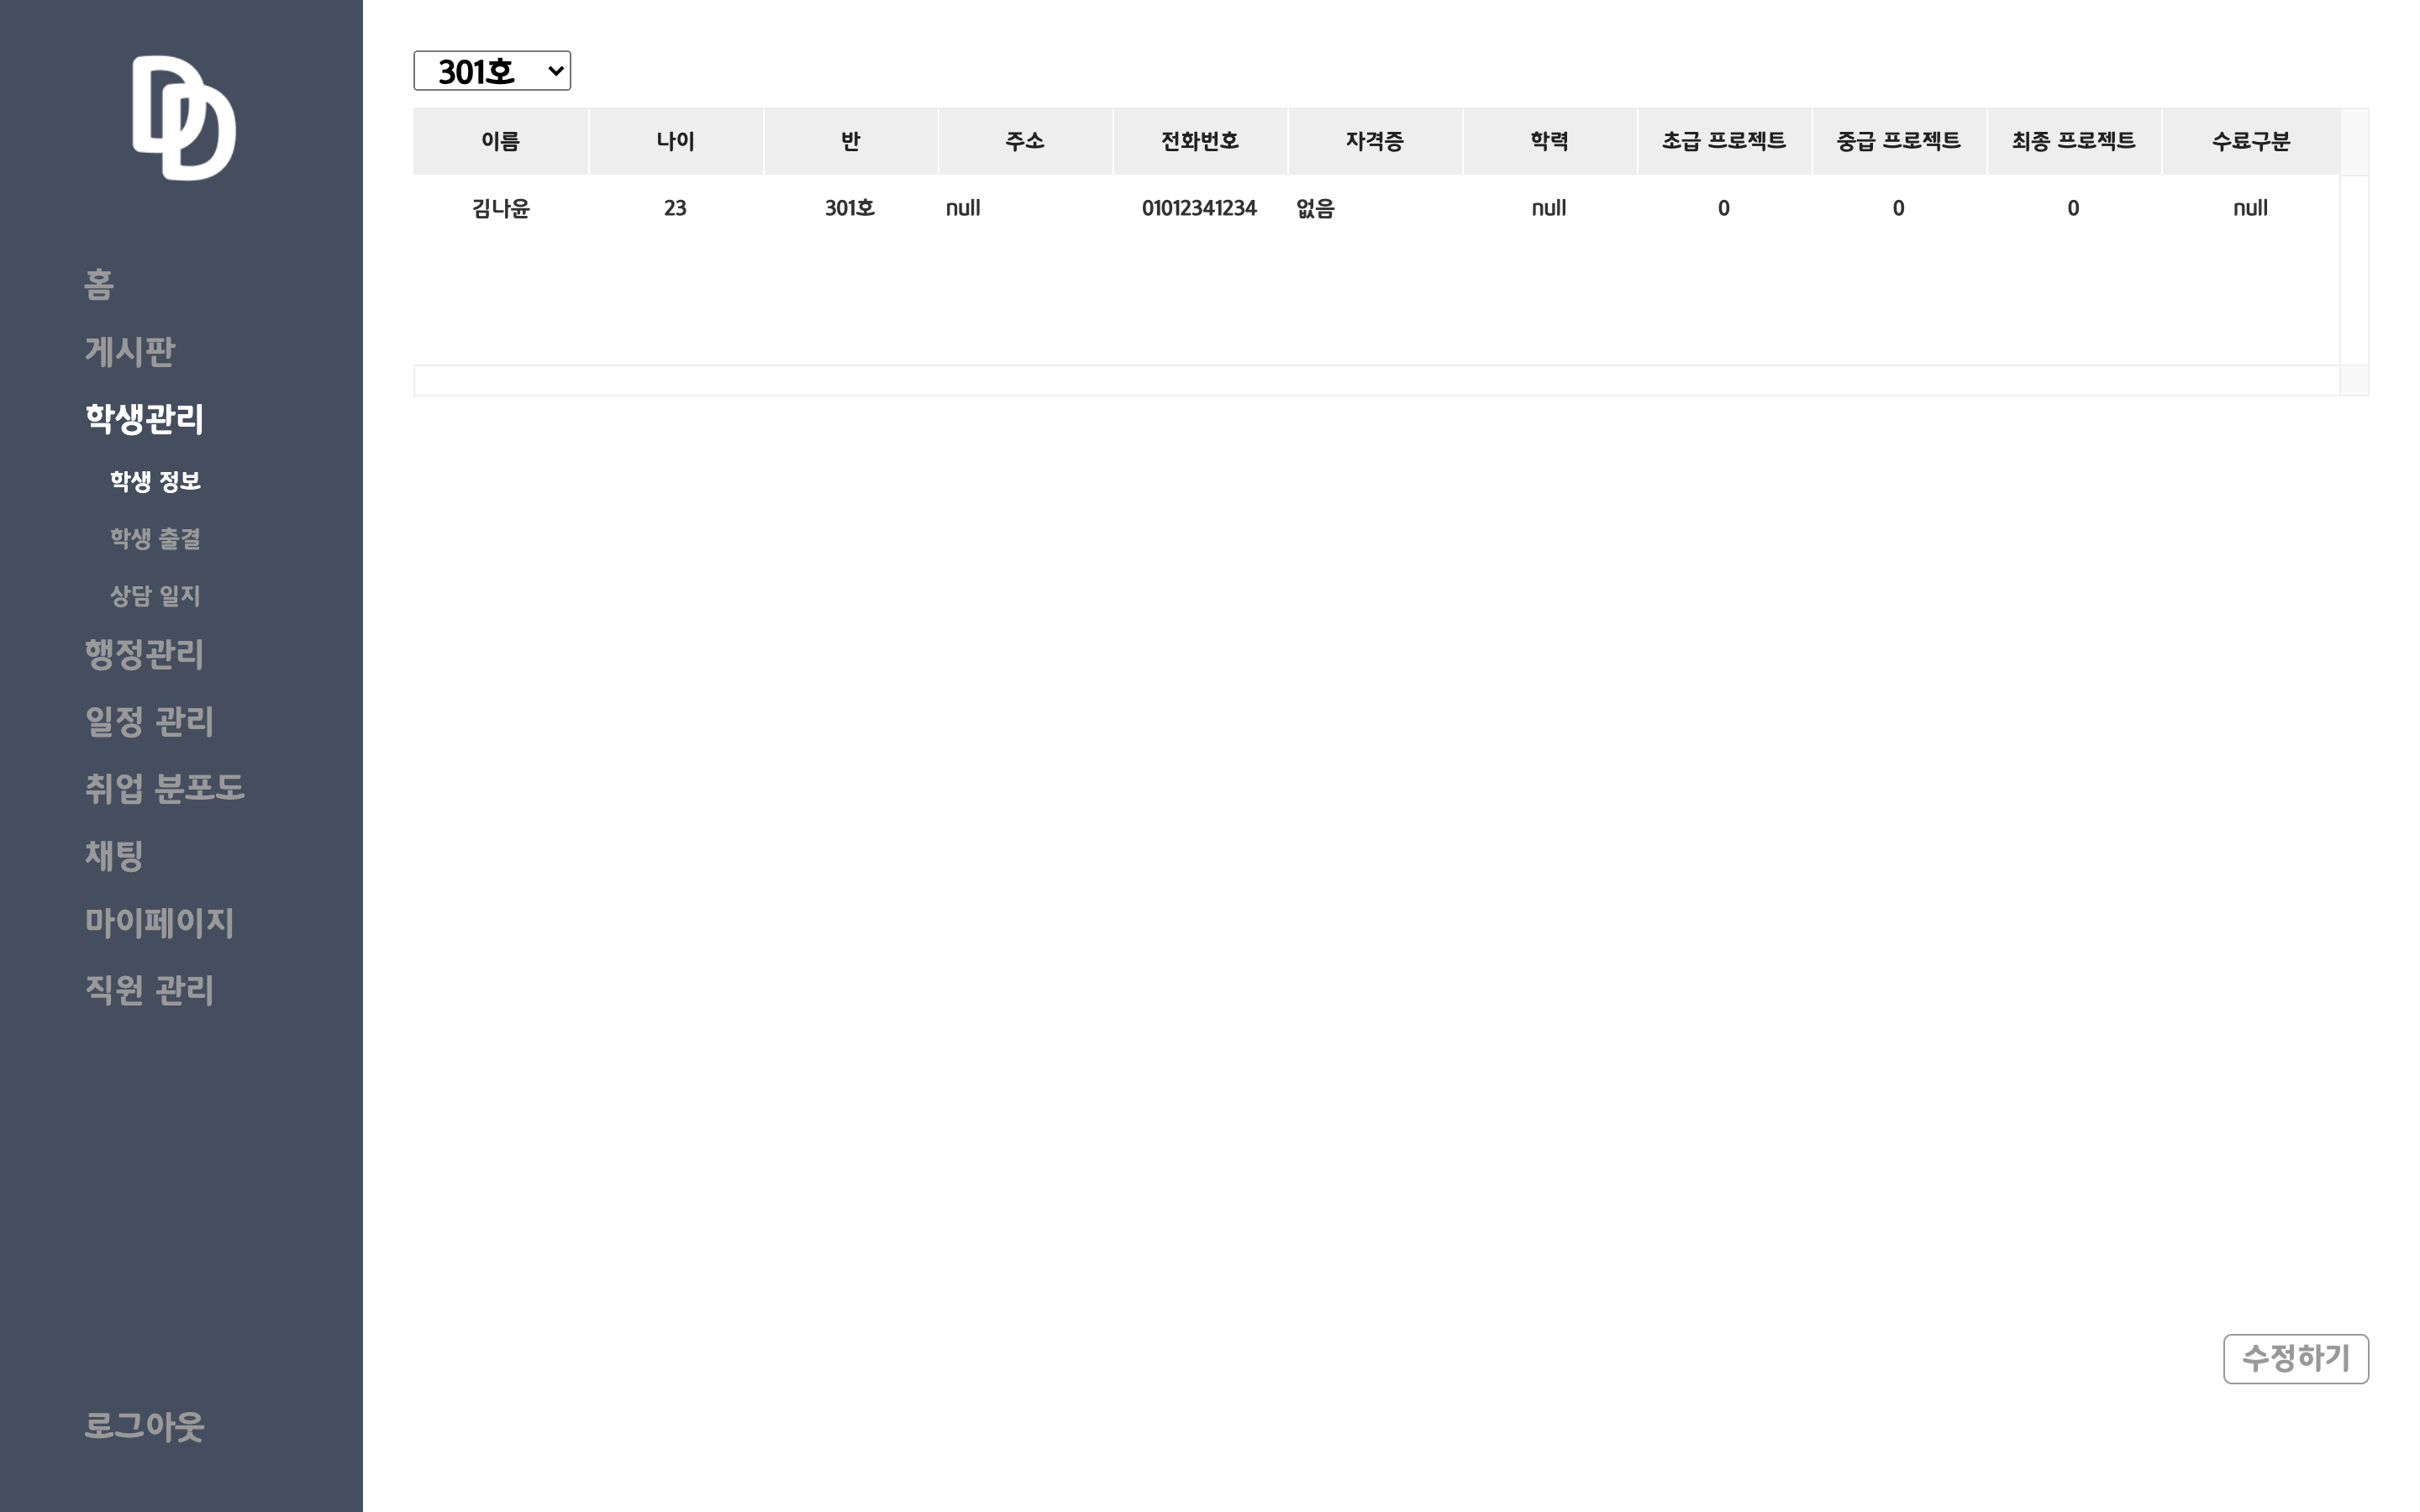 DD
홈
게시판
학생관리
학생 정보
학생 출결
상담 일지
행정관리
일정 관리
취업 분포도
채팅
마이페이지
직원 관리
로그아웃
301호
이름 나이 반 주소 전화번호 자격증 학력 초급 프로젝트 중급 프로젝트 최종 프로젝트 수료구분
김나윤 23 301호 null 01012341234 없음 null 0 0 0 null
수정하기